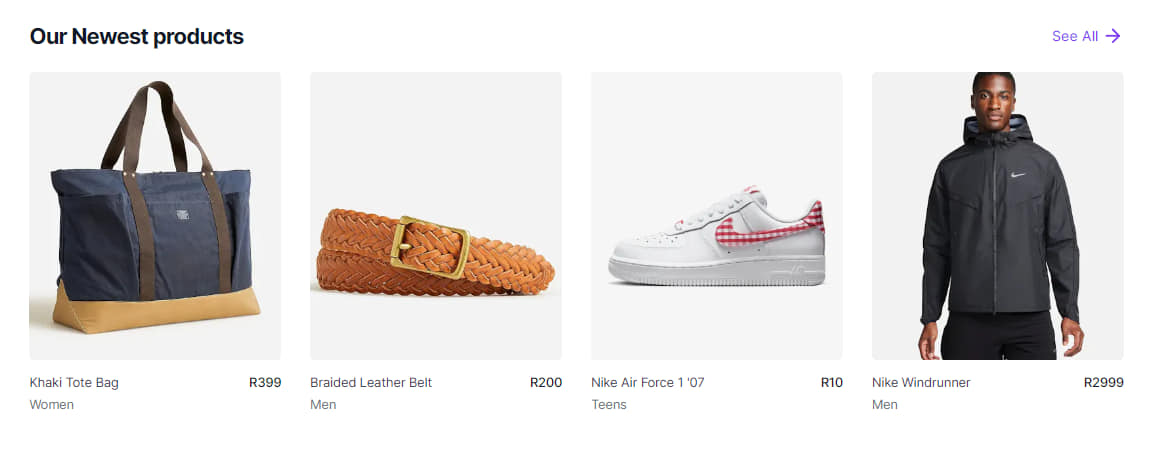 Our Newest products
See All
Khaki Tote Bag R399
Women
Braided Leather Belt R200
Men
Nike Air Force 1 '07 R10
Teens
Nike Windrunner R2999
Men